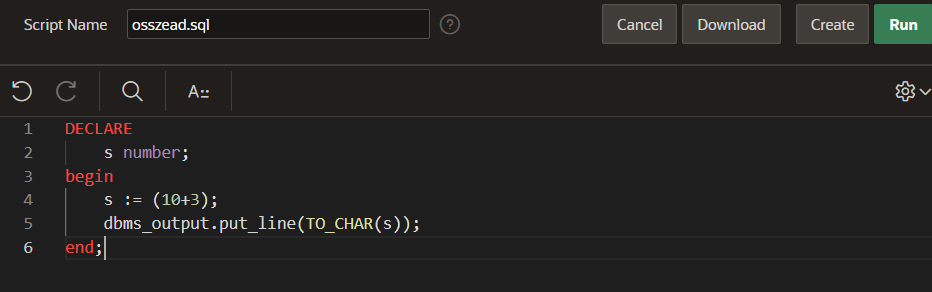 Script Name osszead.sql ? Cancel Download Create Run
A
1 DECLARE
2 s number;
3 begin
4 s := (10+3);
5 dbms_output.put_line(TO_CHAR(s));
6 end;